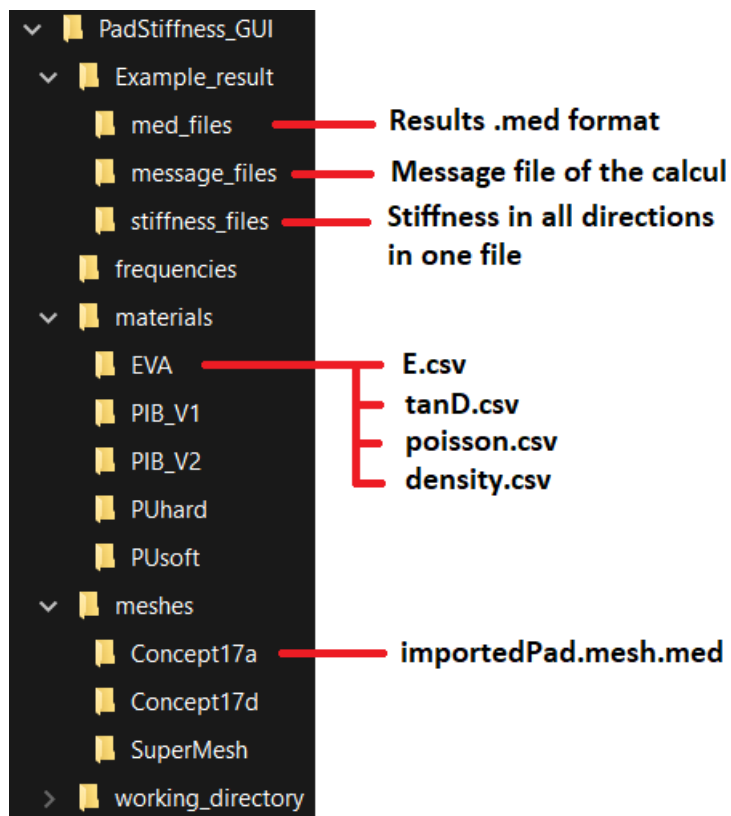 PadStiffness_GUI
Example_result
med_files
Results .med format
message_files
Message file of the calcul
stiffness_files
Stiffness in all directions
in one file
frequencies
materials
EVA
E.csv
tanD.csv
PIB_V1
poisson.csv
PIB_V2
density.csv
PUhard
PUsoft
meshes
Concept17a
importedPad.mesh.med
Concept17d
SuperMesh
working_directory